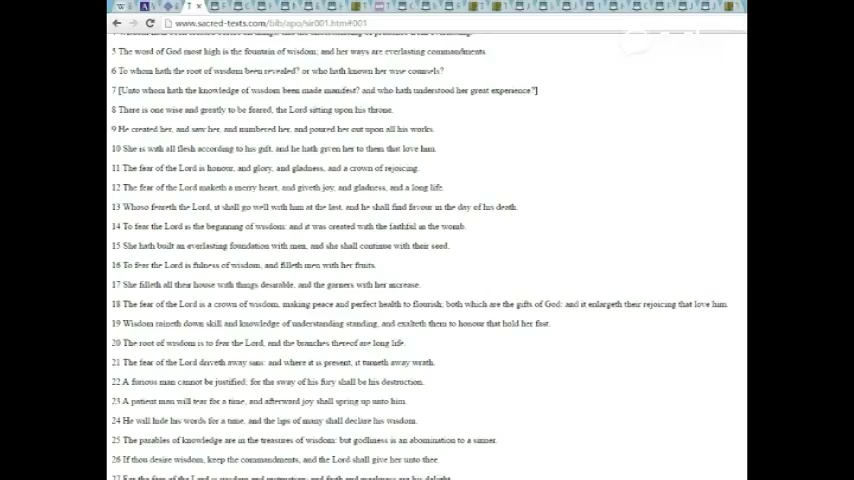 www.sacred-texts.com/bib/apo/sir001.htm#001
5 The word of God most high is the fountain of wisdom; and her ways are everlasting commandments.
6 To whom hath the root of wisdom been revealed? or who hath known her wise counsels?
7 [Unto whom hath the knowledge of wisdom been made manifest? and who hath understood her great experience?]
8 There is one wise and greatly to be feared, the Lord sitting upon his throne.
9 He created her, and saw her, and numbered her, and poured her out upon all his works.
10 She is with all flesh according to his gift, and he hath given her to them that love him.
11 The fear of the Lord is honour, and glory, and gladness, and a crown of rejoicing.
12 The fear of the Lord maketh a merry heart, and giveth joy, and gladness, and a long life.
13 Whoso feareth the Lord, it shall go well with him at the last, and he shall find favour in the day of his death.
14 To fear the Lord is the beginning of wisdom: and it was created with the faithful in the womb.
15 She hath built an everlasting foundation with men, and she shall continue with their seed.
16 To fear the Lord is fulness of wisdom, and filleth men with her fruits.
17 She filleth all their house with things desirable, and the garners with her increase.
18 The fear of the Lord is a crown of wisdom, making peace and perfect health to flourish; both which are the gifts of God: and it enlargeth their rejoicing that love him.
19 Wisdom raineth down skill and knowledge of understanding standing, and exalteth them to honour that hold her fast.
20 The root of wisdom is to fear the Lord, and the branches thereof are long life.
21 The fear of the Lord driveth away sins: and where it is present, it turneth away wrath.
22 A furious man cannot be justified; for the sway of his fury shall be his destruction.
23 A patient man will tear for a time, and afterward joy shall spring up unto him.
24 He will hide his words for a time, and the lips of many shall declare his wisdom.
25 The parables of knowledge are in the treasures of wisdom: but godliness is an abomination to a sinner.
26 If thou desire wisdom, keep the commandments, and the Lord shall give her unto thee
27 For the fear of the Lord is wisdom and instruction: and faith and meekness are his delight